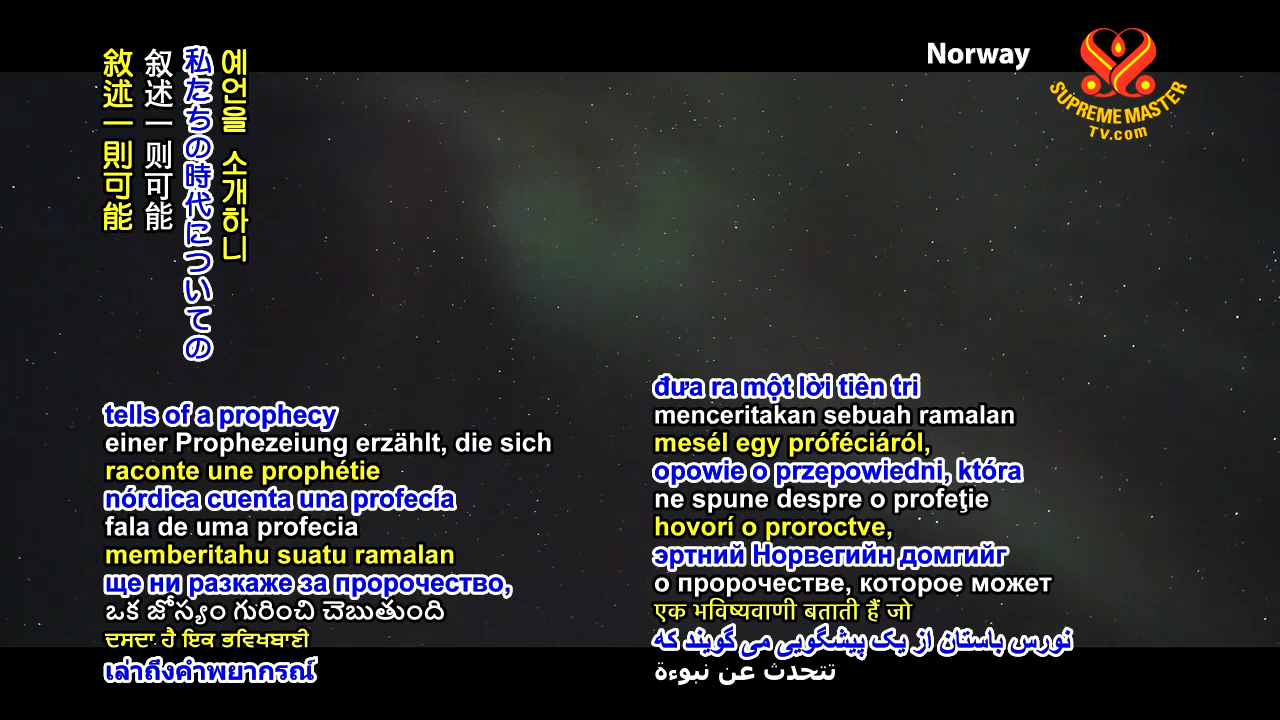 Norway
SUPREME MASTER
TV.com
敘述一則可能
叙述一则可能
私たちの時代についての
예언을 소개하니
tells of a prophecy
einer Prophezeiung erzählt, die sich
raconte une prophétie
nórdica cuenta una profecía
fala de uma profecia
memberitahu suatu ramalan
ще ни разкаже за пророчество,
ఒక జోస్యం గురించి చెబుతుంది
ਦਸਦਾ ਹੈ ਇਕ ਭਵਿਖਬਾਣੀ
เล่าถึงคำพยากรณ์
đưa ra một lời tiên tri
menceritakan sebuah ramalan
mesél egy próféciáról,
opowie o przepowiedni, która
ne spune despre o profeţie
hovorí o proroctve,
эртний Норвегийн домгийг
о пророчестве, которое может
एक भविष्यवाणी बताती हैं जो
نورس باستان از یک پیشگویی می گویند که
تتحدث عن نبوءة